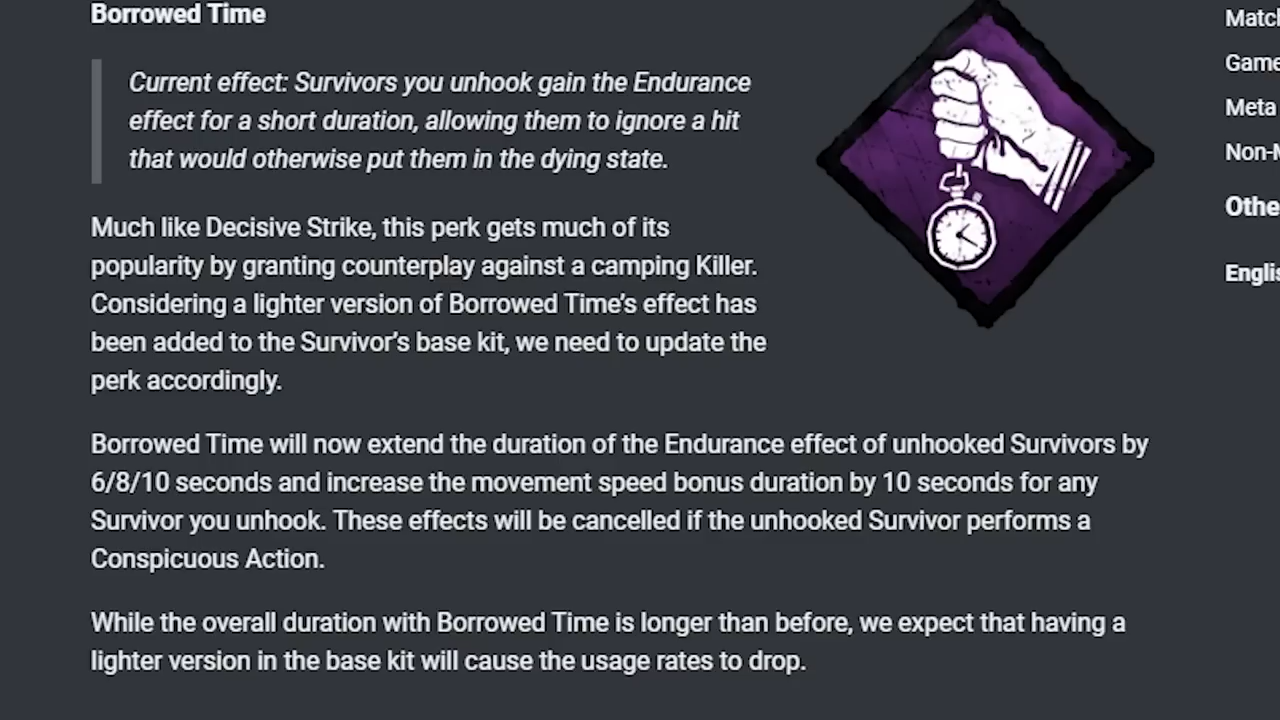 Borrowed Time
Current effect: Survivors you unhook gain the Endurance
effect for a short duration, allowing them to ignore a hit
that would otherwise put them in the dying state.
Much like Decisive Strike, this perk gets much of its
popularity by granting counterplay against a camping Killer.
Considering a lighter version of Borrowed Time’s effect has
been added to the Survivor’s base kit, we need to update the
perk accordingly.
Borrowed Time will now extend the duration of the Endurance effect of unhooked Survivors by
6/8/10 seconds and increase the movement speed bonus duration by 10 seconds for any
Survivor you unhook. These effects will be cancelled if the unhooked Survivor performs a
Conspicuous Action.
While the overall duration with Borrowed Time is longer than before, we expect that having a
lighter version in the base kit will cause the usage rates to drop.
Meta